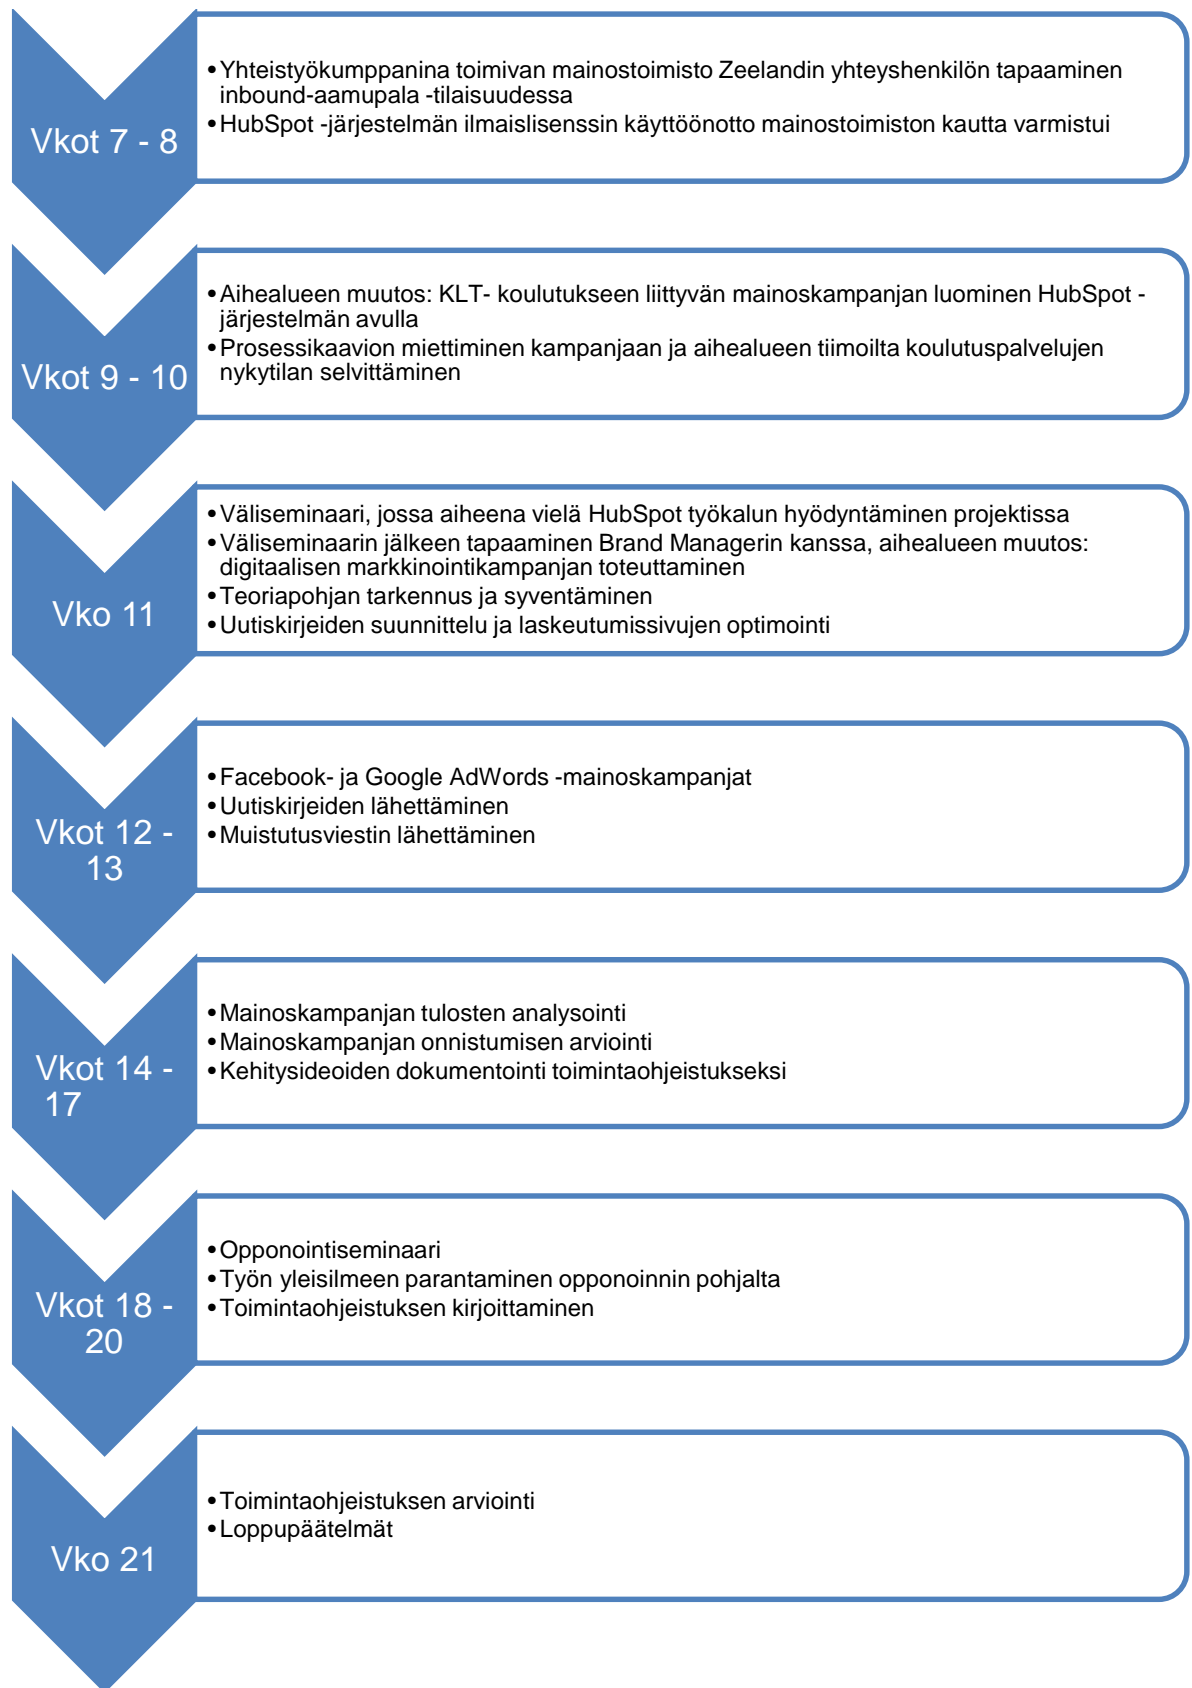 Vkot 7 - 8
•Yhteistyökumppanina toimivan mainostoimisto Zeelandin yhteyshenkilön tapaaminen
inbound-aamupala -tilaisuudessa
•HubSpot -järjestelmän ilmaislisenssin käyttöönotto mainostoimiston kautta varmistui
Vkot 9 - 10
•Aihealueen muutos: KLT- koulutukseen liittyvän mainoskampanjan luominen HubSpot -
järjestelmän avulla
•Prosessikaavion miettiminen kampanjaan ja aihealueen tiimoilta koulutuspalvelujen
nykytilan selvittäminen
Vko 11
•Väliseminaari, jossa aiheena vielä HubSpot työkalun hyödyntäminen projektissa
•Väliseminaarin jälkeen tapaaminen Brand Managerin kanssa, aihealueen muutos:
digitaalisen markkinointikampanjan toteuttaminen
•Teoriapohjan tarkennus ja syventäminen
•Uutiskirjeiden suunnittelu ja laskeutumissivujen optimointi
Vkot 12 -
13
•Facebook- ja Google AdWords -mainoskampanjat
•Uutiskirjeiden lähettäminen
•Muistutusviestin lähettäminen
Vkot 14 -
17
•Mainoskampanjan tulosten analysointi
•Mainoskampanjan onnistumisen arviointi
•Kehitysideoiden dokumentointi toimintaohjeistukseksi
Vkot 18 -
20
•Opponointiseminaari
•Työn yleisilmeen parantaminen opponoinnin pohjalta
•Toimintaohjeistuksen kirjoittaminen
Vko 21
•Toimintaohjeistuksen arviointi
•Loppupäätelmät